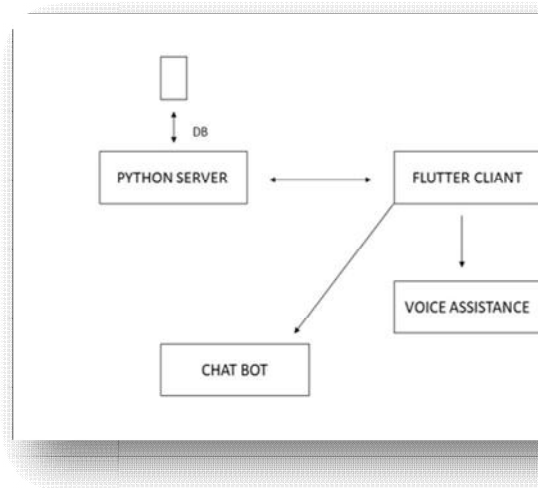 DB
PYTHON SERVER
FLUTTER CLIANT
VOICE ASSISTANCE
CHAT BOT